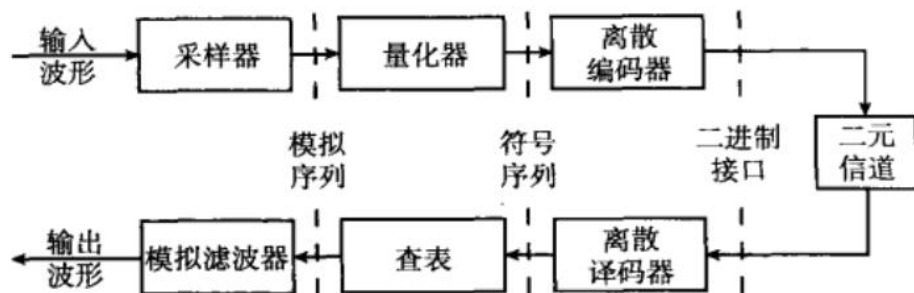 输入
波形
采样器
量化器
离散
编码器
模拟
序列
符号
序列
二进制
接口
二元
信道
输出
波形
模拟滤波器
查表
离散
译码器